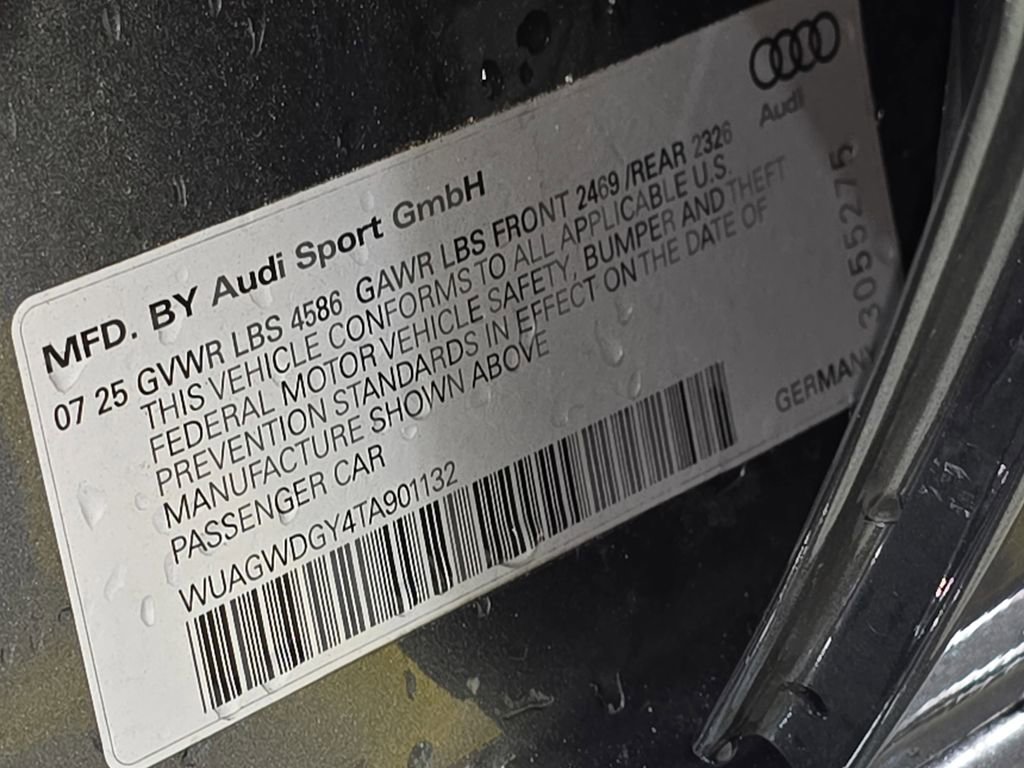 Audi
MFD. BY Audi Sport GmbH
07 25 GVWR LBS 4586 GAWR LBS FRONT 2469 /REAR 2326
THIS VEHICLE CONFORMS TO ALL APPLICABLE U.S.
FEDERAL MOTOR VEHICLE SAFETY, BUMPER AND THEFT
PREVENTION STANDARDS IN EFFECT ON THE DATE OF
MANUFACTURE SHOWN ABOVE
PASSENGER CAR
WUAGWDGY4TA901132
GERMANY
3055275